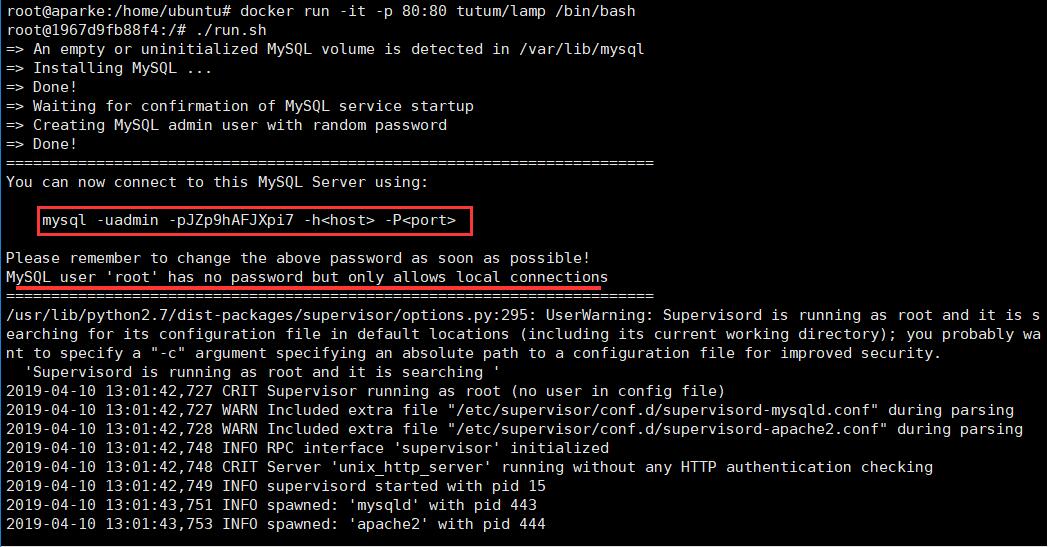 root@aparke:/home/ubuntu# docker run -it -p 80:80 tutum/lamp /bin/bash
root@1967d9fb88f4:/# ./run.sh
=> An empty or uninitialized MySQL volume is detected in /var/lib/mysql
=> Installing MySQL ...
=> Done!
=> Waiting for confirmation of MySQL service startup
=> Creating MySQL admin user with random password
=> Done!
========================================================================
You can now connect to this MySQL Server using:
mysql -uadmin -pJZp9hAFJXpi7 -h<host> -P<port>
Please remember to change the above password as soon as possible!
MySQL user 'root' has no password but only allows local connections
========================================================================
/usr/lib/python2.7/dist-packages/supervisor/options.py:295: UserWarning: Supervisord is running as root and it is s
earching for its configuration file in default locations (including its current working directory); you probably wa
nt to specify a "-c" argument specifying an absolute path to a configuration file for improved security.
'Supervisord is running as root and it is searching '
2019-04-10 13:01:42,727 CRIT Supervisor running as root (no user in config file)
2019-04-10 13:01:42,727 WARN Included extra file "/etc/supervisor/conf.d/supervisord-mysqld.conf" during parsing
2019-04-10 13:01:42,728 WARN Included extra file "/etc/supervisor/conf.d/supervisord-apache2.conf" during parsing
2019-04-10 13:01:42,748 INFO RPC interface 'supervisor' initialized
2019-04-10 13:01:42,748 CRIT Server 'unix_http_server' running without any HTTP authentication checking
2019-04-10 13:01:42,749 INFO supervisord started with pid 15
2019-04-10 13:01:43,751 INFO spawned: 'mysqld' with pid 443
2019-04-10 13:01:43,753 INFO spawned: 'apache2' with pid 444